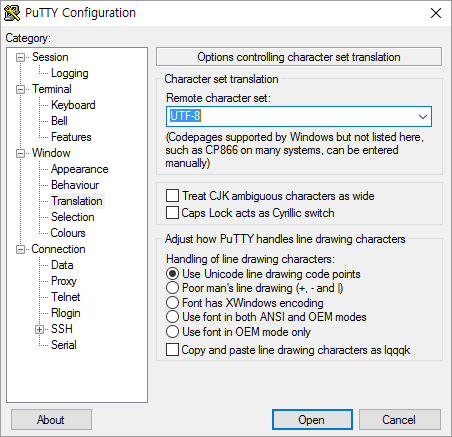 PuTTY Configuration
Category:
Session
Logging
Terminal
Keyboard
Bell
Features
Window
Appearance
Behaviour
Translation
Selection
Colours
Connection
Data
Proxy
Telnet
Rlogin
SSH
Serial
Options controlling character set translation
Character set translation
Remote character set:
UTF-8
(Codepages supported by Windows but not listed here,
such as CP866 on many systems, can be entered
manually)
Treat CJK ambiguous characters as wide
Caps Lock acts as Cyrillic switch
Adjust how PuTTY handles line drawing characters
Handling of line drawing characters:
Use Unicode line drawing code points
Poor man's line drawing (+, - and |)
Font has XWindows encoding
Use font in both ANSI and OEM modes
Use font in OEM mode only
Copy and paste line drawing characters as lqqqk
About
Open
Cancel